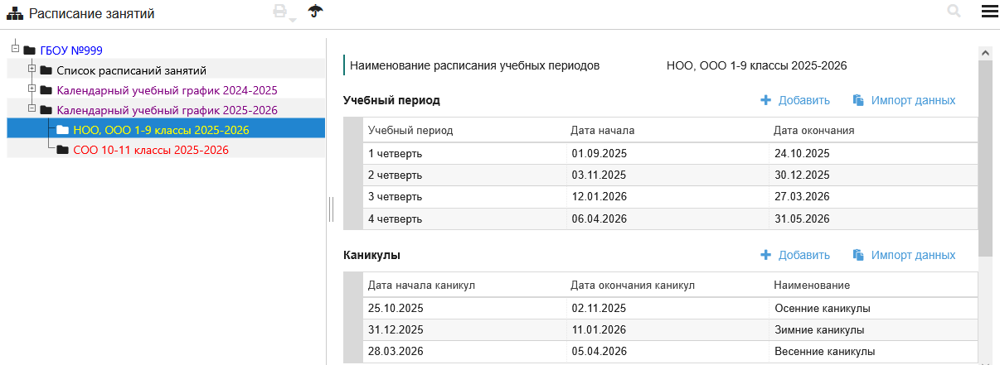 Расписание занятий
ГБОУ №999
Список расписаний занятий
Календарный учебный график 2024-2025
Календарный учебный график 2025-2026
НОО, ООО 1-9 классы 2025-2026
СОО 10-11 классы 2025-2026
Наименование расписания учебных периодов НОО, ООО 1-9 классы 2025-2026
Учебный период Добавить Импорт данных
Учебный период Дата начала Дата окончания
1 четверть 01.09.2025 24.10.2025
2 четверть 03.11.2025 30.12.2025
3 четверть 12.01.2026 27.03.2026
4 четверть 06.04.2026 31.05.2026
Каникулы Добавить Импорт данных
Дата начала каникул Дата окончания каникул Наименование
25.10.2025 02.11.2025 Осенние каникулы
31.12.2025 11.01.2026 Зимние каникулы
28.03.2026 05.04.2026 Весенние каникулы